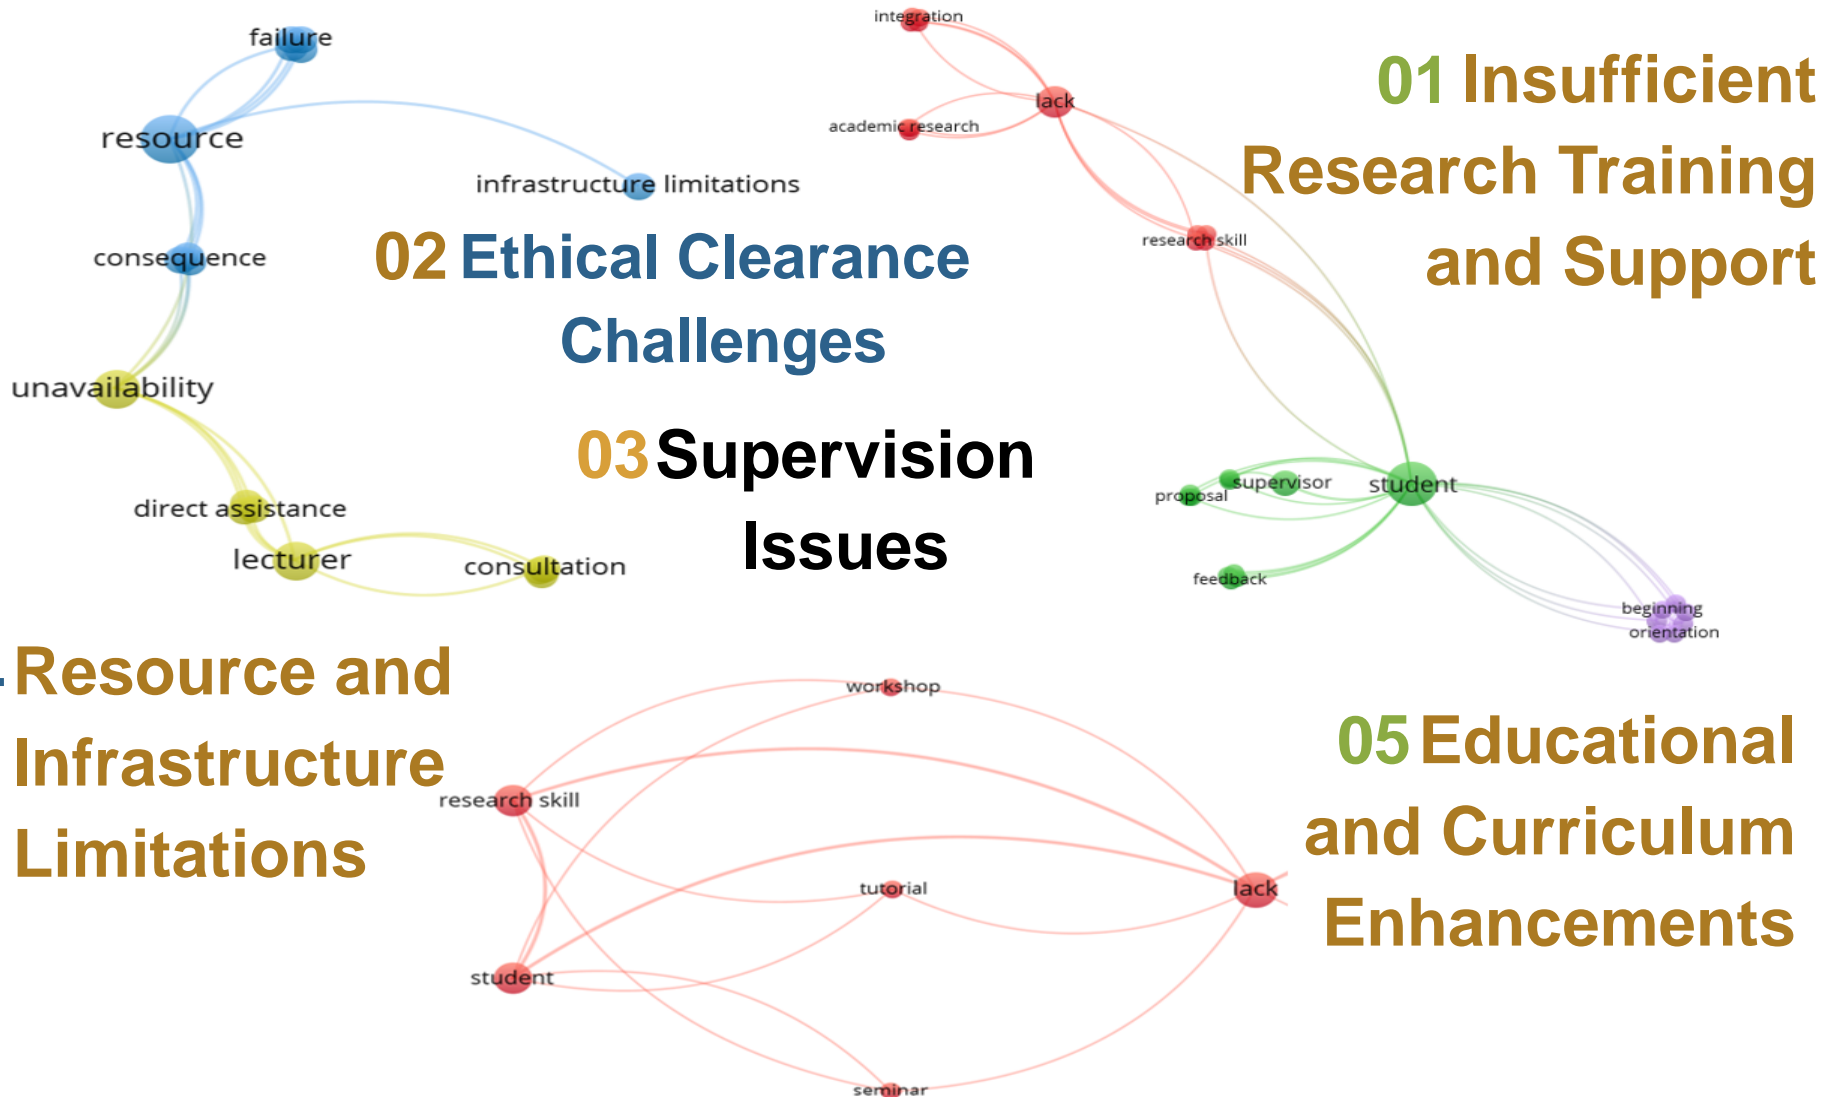 failure
resource
infrastructure limitations
consequence
unavailability
direct assistance
lecturer
consultation
integration
lack
academic research
research skill
student
supervisor
proposal
feedback
beginning
orientation
01 Insufficient
Research Training
and Support
02 Ethical Clearance
Challenges
03 Supervision
Issues
Resource and
Infrastructure
Limitations
workshop
research skill
tutorial
lack
student
seminar
05 Educational
and Curriculum
Enhancements